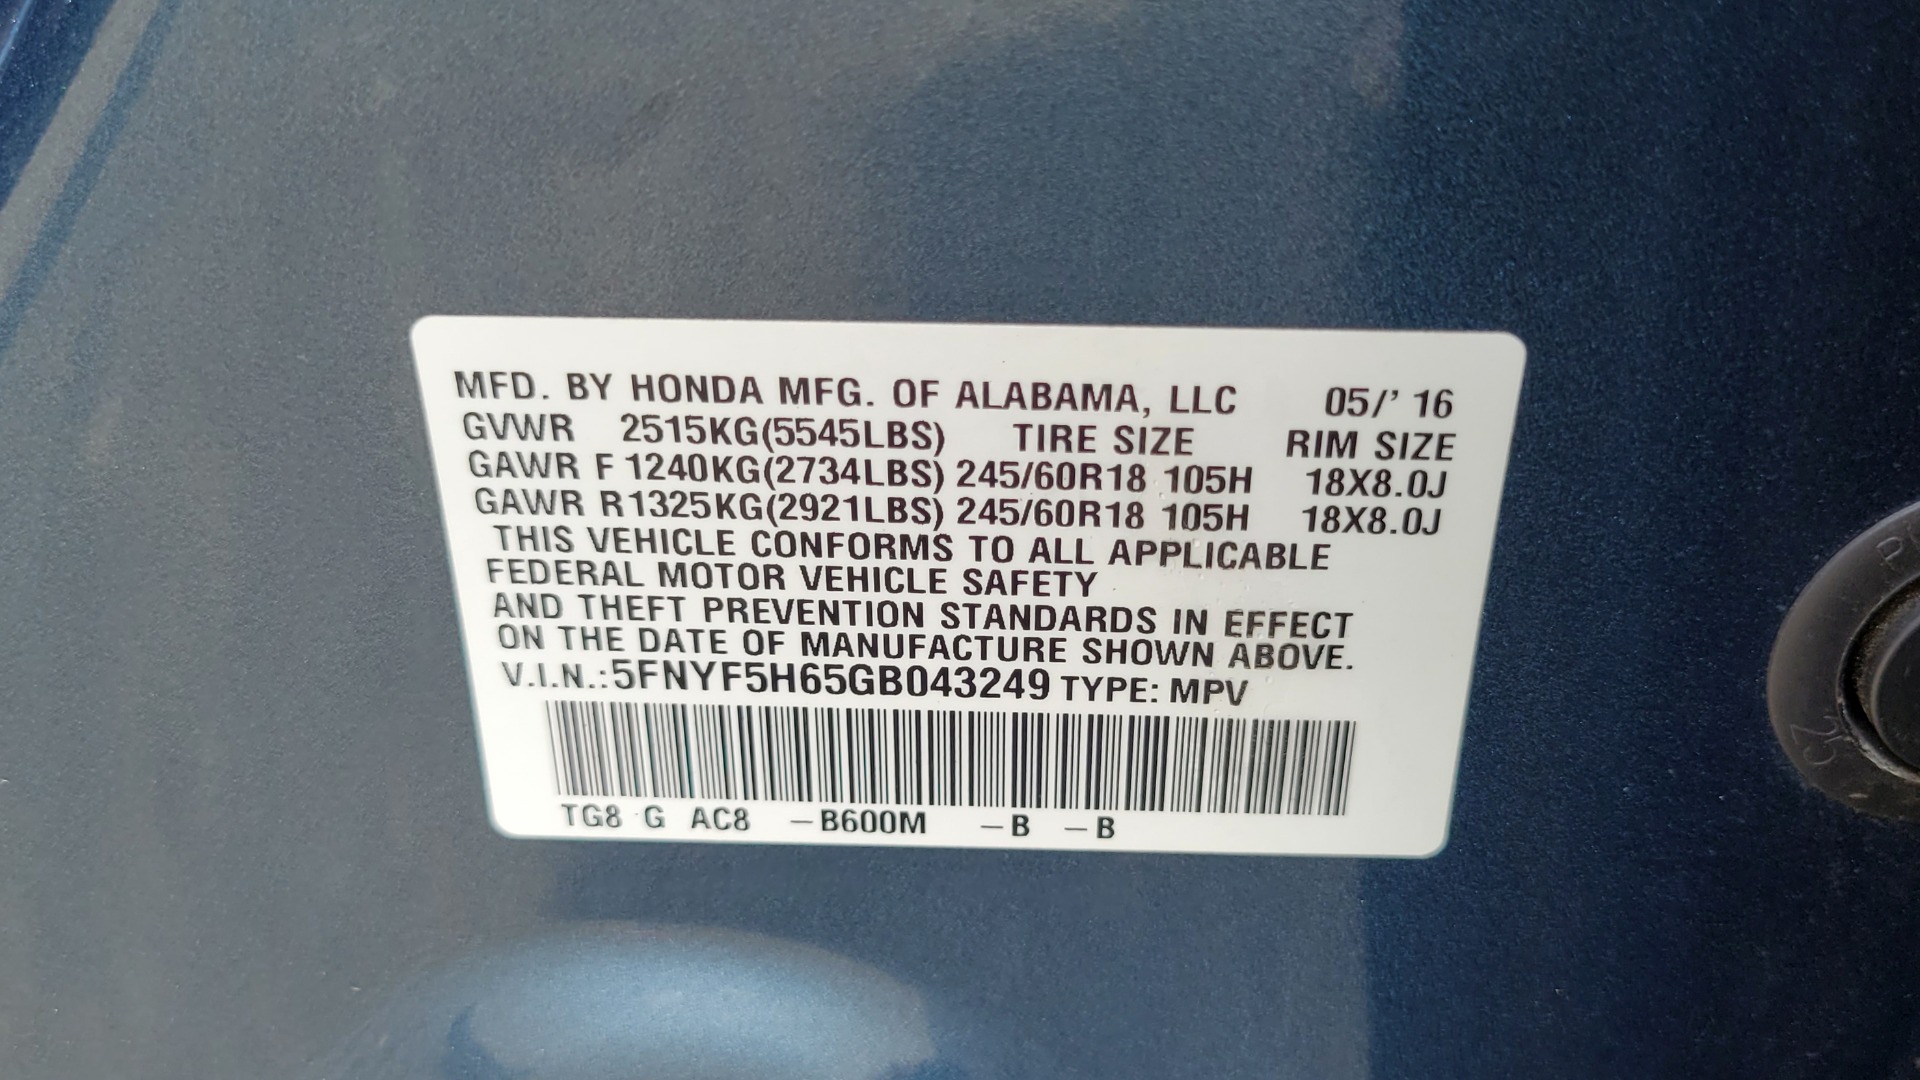 MFD. BY HONDA MFG. OF ALABAMA, LLC 05/' 16
GVWR 2515KG(5545LBS) TIRE SIZE RIM SIZE
GAWR F 1240KG(2734LBS) 245/60R18 105H 18X8.0J
GAWR R1325KG(2921LBS) 245/60R18 105H 18X8.0J
THIS VEHICLE CONFORMS TO ALL APPLICABLE
FEDERAL MOTOR VEHICLE SAFETY
AND THEFT PREVENTION STANDARDS IN EFFECT
ON THE DATE OF MANUFACTURE SHOWN ABOVE.
V.I.N.:5FNYF5H65GB043249 TYPE: MPV
TG8 G AC8 –B600M –B –B